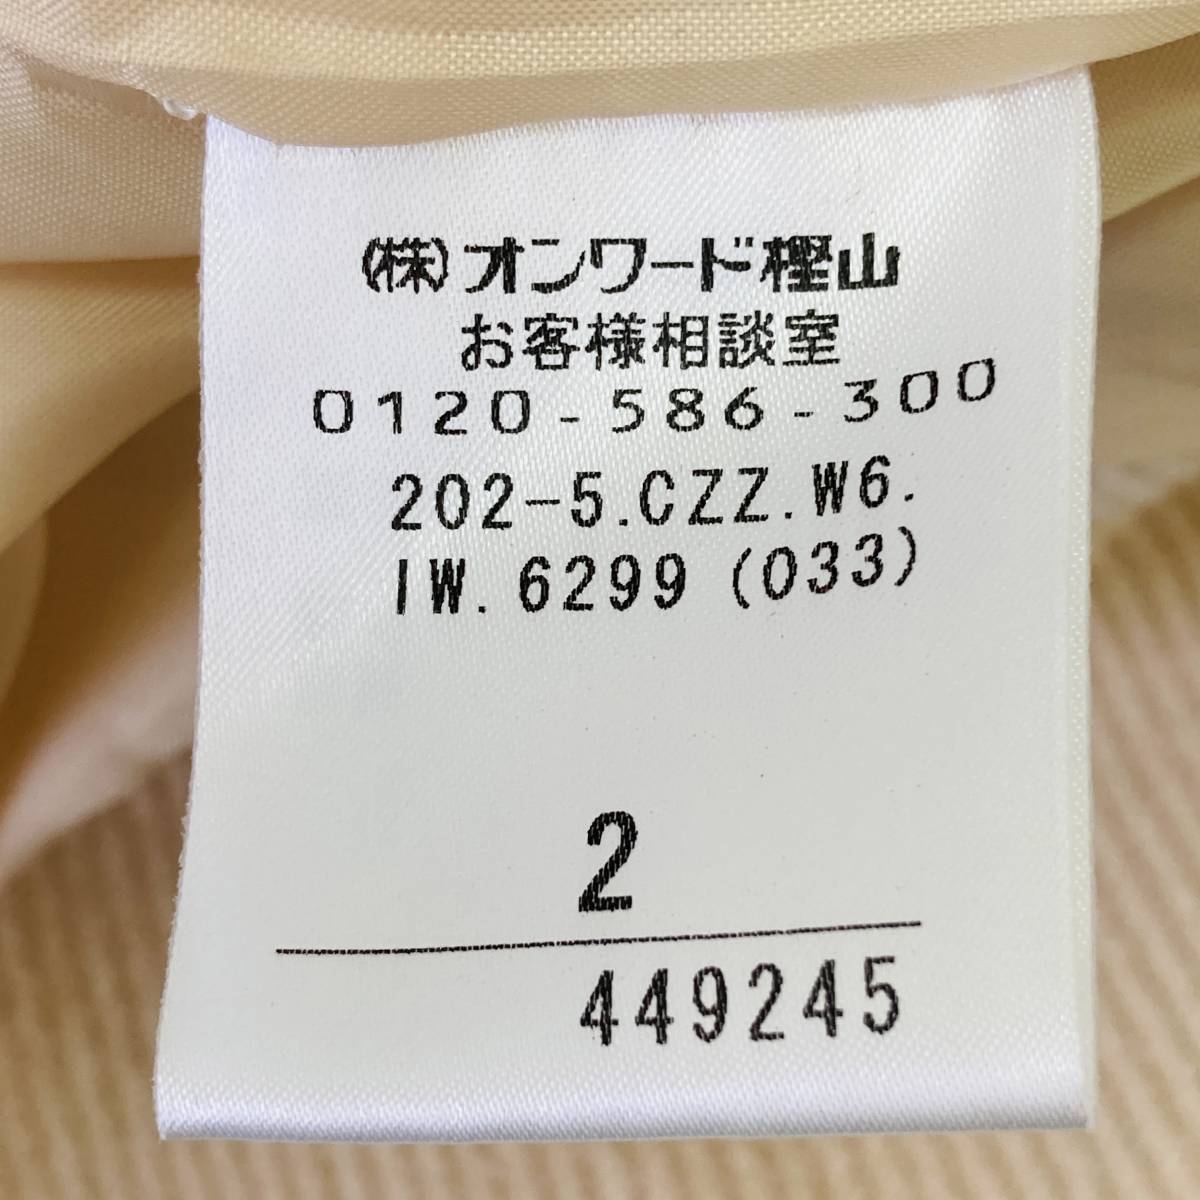 (株)オンワード樫山
お客様相談室
0120-586-300
202-5.CZZ.W6.
IW.6299(033)
2
449245